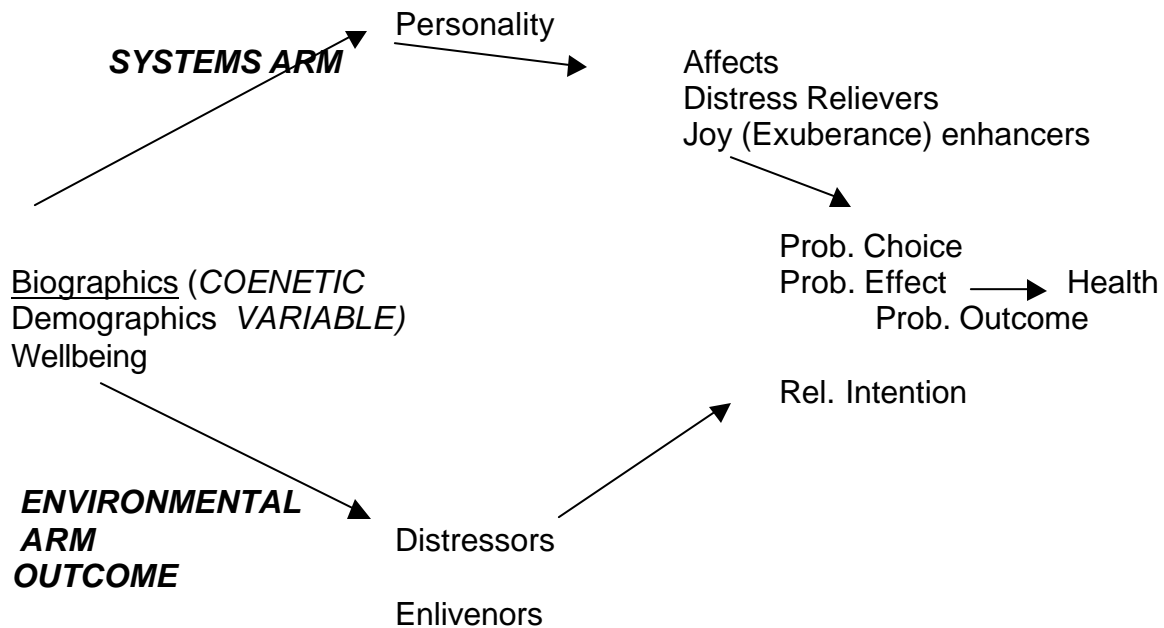 Personality
SYSTEMS ARM
Affects
Distress Relievers
Joy (Exuberance) enhancers
Prob. Choice
Biographics (COENETIC
Prob. Effect
Health
Demographics VARIABLE)
Prob. Outcome
Wellbeing
Rel. Intention
ENVIRONMENTAL
ARM
Distressors
OUTCOME
Enlivenors